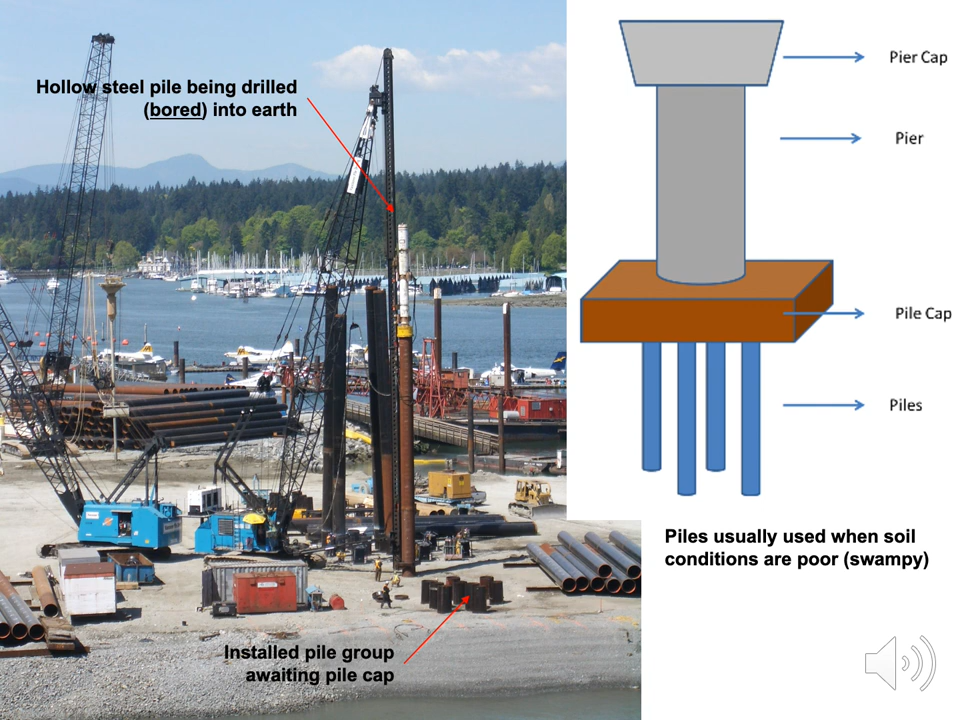 Hollow steel pile being drilled
(bored) into earth
Pier Cap
Pier
Pile Cap
Piles
Piles usually used when soil
conditions are poor (swampy)
Installed pile group
awaiting pile cap